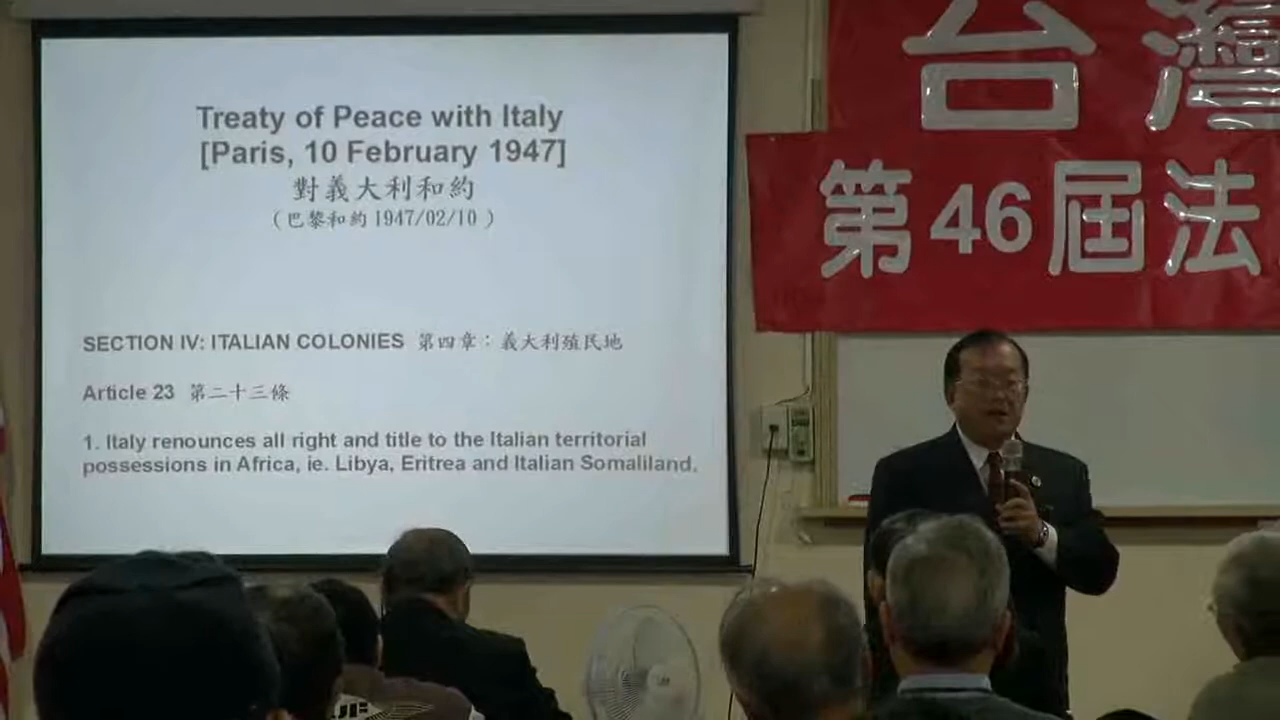 Treaty of Peace with Italy
[Paris, 10 February 1947]
對義大利和約
(巴黎和約 1947/02/10 )
SECTION IV: ITALIAN COLONIES 第四章：義大利殖民地
Article 23 第二十三條
1. Italy renounces all right and title to the Italian territorial
possessions in Africa, ie. Libya, Eritrea and Italian Somaliland.
台灣
第46屆法